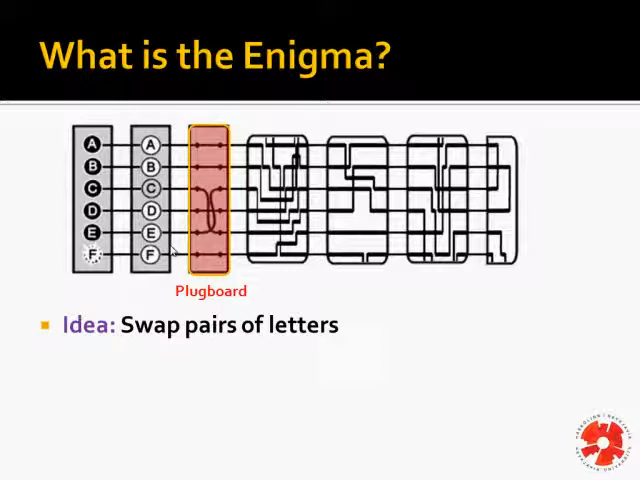 What is the Enigma?
A A
B B
C C
D D
E E
F F
Plugboard
Idea: Swap pairs of letters